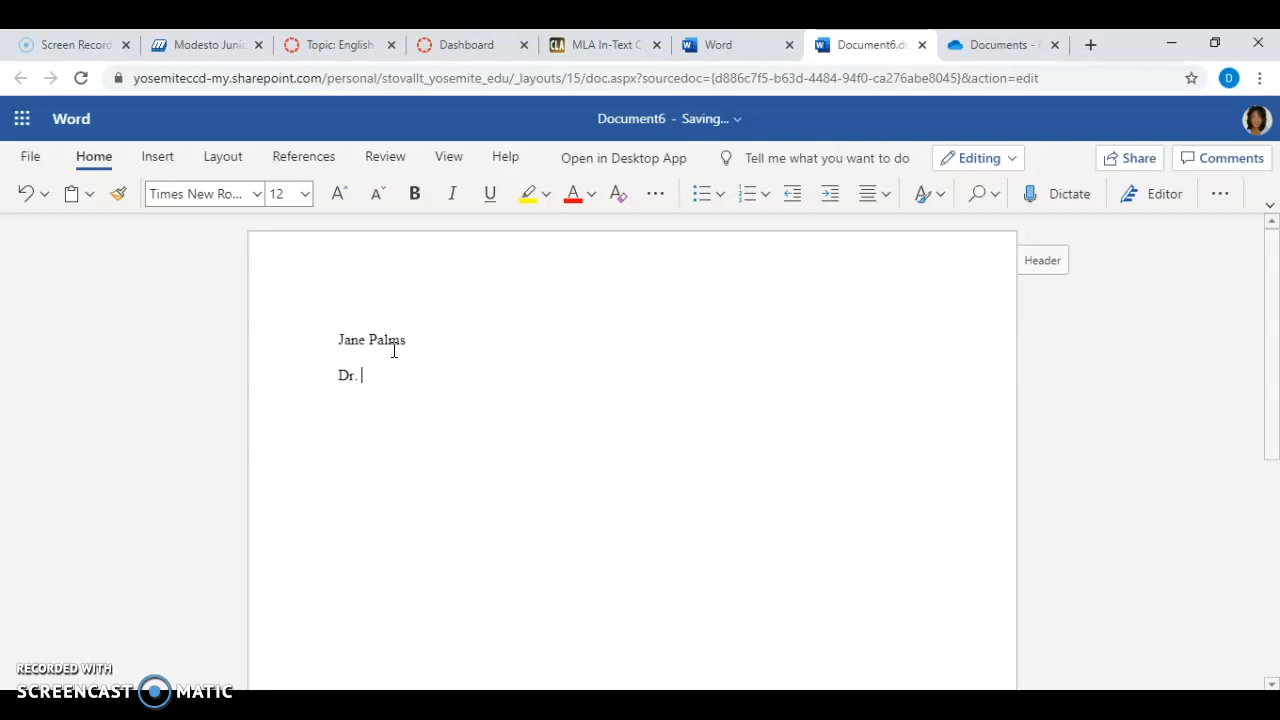 Screen Record
Modesto Junio
Topic: English
Dashboard
CLA
MLA In-Text C
Word
Document6.d
Documents -
yosemiteccd-my.sharepoint.com/personal/stovallt_yosemite_edu/_layouts/15/doc.aspx?sourcedoc={d886c7f5-b63d-4484-94f0-ca276abe8045}&action=edit
D
Word
Document6 - Saving...
File Home Insert Layout References Review View Help Open in Desktop App Tell me what you want to do Editing Share Comments
Times New Ro... 12 A A B I U A A Dictate Editor
Header
Jane Palms
Dr.
RECORDED WITH
SCREENCAST MATIC